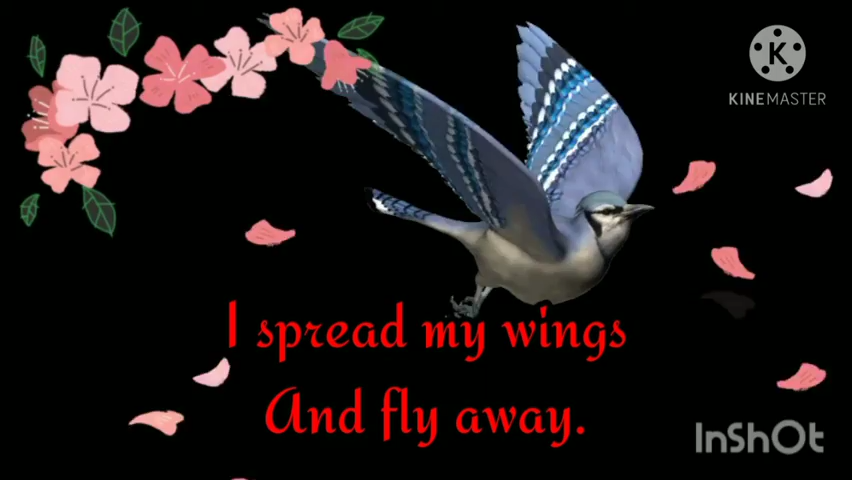 K
KINEMASTER
I spread my wings
And fly away.
InShOt